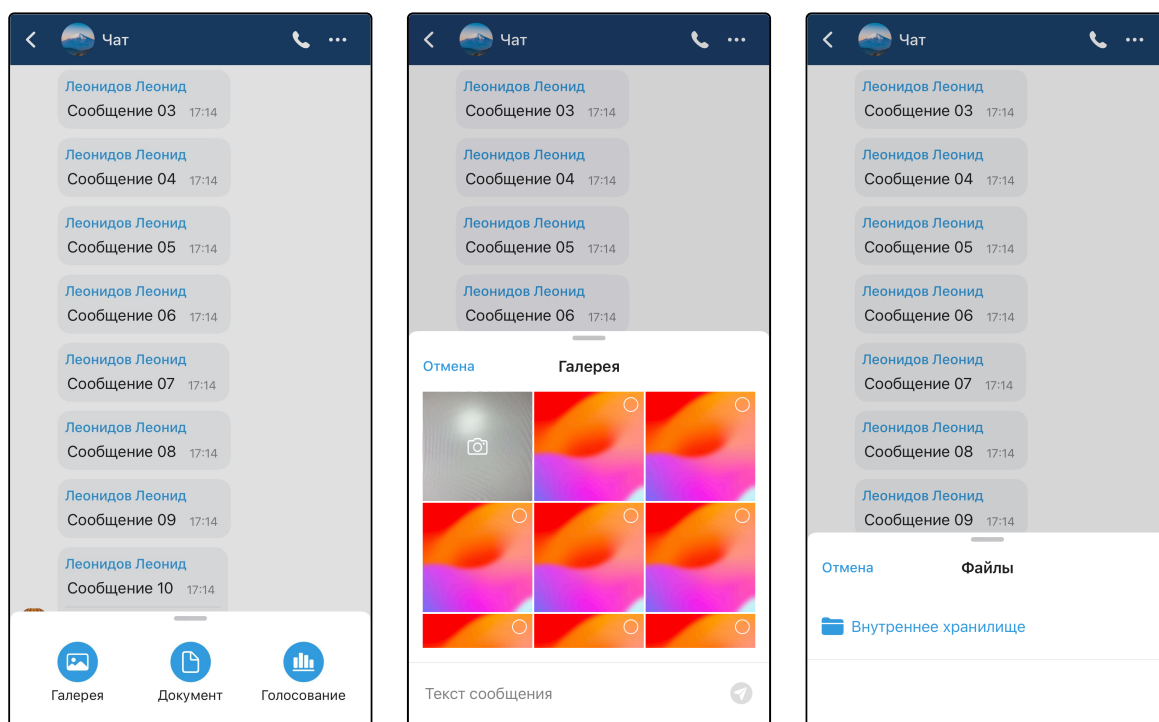 Чат
Леонидов Леонид
Сообщение 03 17:14
Леонидов Леонид
Сообщение 04 17:14
Леонидов Леонид
Сообщение 05 17:14
Леонидов Леонид
Сообщение 06 17:14
Леонидов Леонид
Сообщение 07 17:14
Леонидов Леонид
Сообщение 08 17:14
Леонидов Леонид
Сообщение 09 17:14
Леонидов Леонид
Сообщение 10 17:14
Галерея Документ Голосование
Чат
Леонидов Леонид
Сообщение 03 17:14
Леонидов Леонид
Сообщение 04 17:14
Леонидов Леонид
Сообщение 05 17:14
Леонидов Леонид
Сообщение 06 17:14
Отмена Галерея
Текст сообщения
Чат
Леонидов Леонид
Сообщение 03 17:14
Леонидов Леонид
Сообщение 04 17:14
Леонидов Леонид
Сообщение 05 17:14
Леонидов Леонид
Сообщение 06 17:14
Леонидов Леонид
Сообщение 07 17:14
Леонидов Леонид
Сообщение 08 17:14
Леонидов Леонид
Сообщение 09 17:14
Отмена Файлы
Внутреннее хранилище